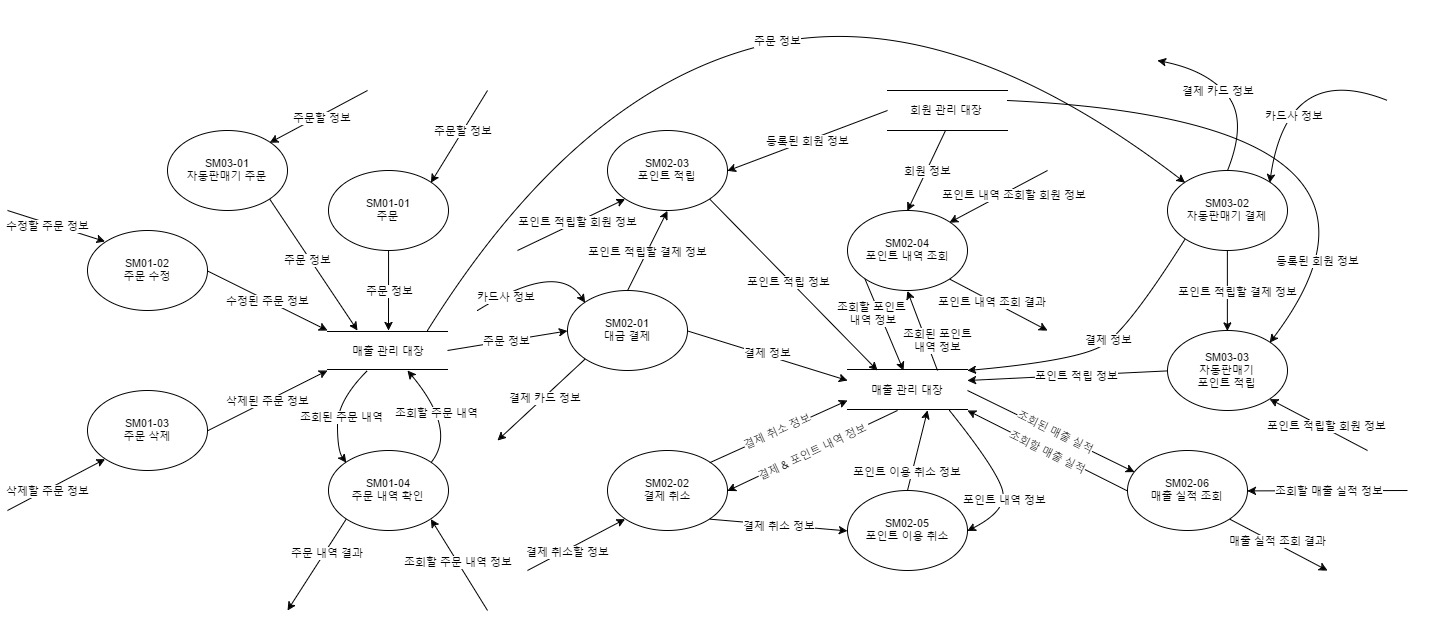 주문 정보
결제 카드 정보
회원 관리 대장
카드사 정보
주문할 정보
주문할 정보
등록된 회원 정보
SM03-01
자동판매기 주문
SM02-03
포인트 적립
회원 정보
포인트 내역 조회할 회원 정보
SM01-01
주문
SM03-02
자동판매기 결제
수정할 주문 정보
포인트 적립할 회원 정보
SM02-04
포인트 내역 조회
SM01-02
주문 수정
주문 정보
포인트 적립할 결제 정보
등록된 회원 정보
주문 정보
수정된 주문 정보
카드사 정보
포인트 적립 정보
포인트 내역 조회 결과
포인트 적립할 결제 정보
조회할 포인트
내역 정보
SM02-01
대금 결제
조회된 포인트
내역 정보
주문 정보
결제 정보
매출 관리 대장
결제 정보
SM03-03
자동판매기
포인트 적립
포인트 적립 정보
매출 관리 대장
삭제된 주문 정보
결제 카드 정보
조회된 주문 내역
조회할 주문 내역
SM01-03
주문 삭제
결제 취소 정보
조회된 매출 실적
포인트 적립할 회원 정보
결제 & 포인트 내역 정보
조회할 매출 실적
포인트 이용 취소 정보
삭제할 주문 정보
SM01-04
주문 내역 확인
SM02-02
결제 취소
포인트 내역 정보
SM02-06
매출 실적 조회
조회할 매출 실적 정보
결제 취소 정보
SM02-05
포인트 이용 취소
매출 실적 조회 결과
주문 내역 결과
조회할 주문 내역 정보
결제 취소할 정보